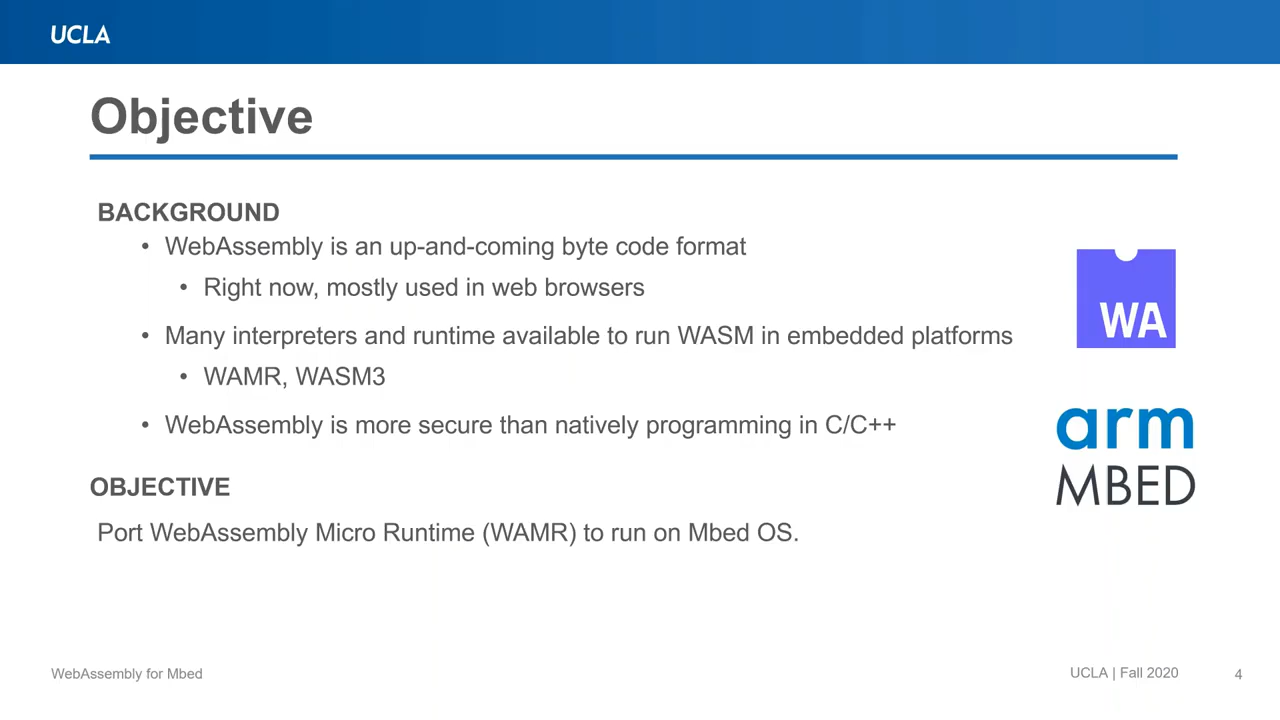 UCLA
Objective
BACKGROUND
• WebAssembly is an up-and-coming byte code format
• Right now, mostly used in web browsers
• Many interpreters and runtime available to run WASM in embedded platforms
• WAMR, WASM3
• WebAssembly is more secure than natively programming in C/C++
WA
arm
MBED
OBJECTIVE
Port WebAssembly Micro Runtime (WAMR) to run on Mbed OS.
WebAssembly for Mbed
UCLA | Fall 2020
4